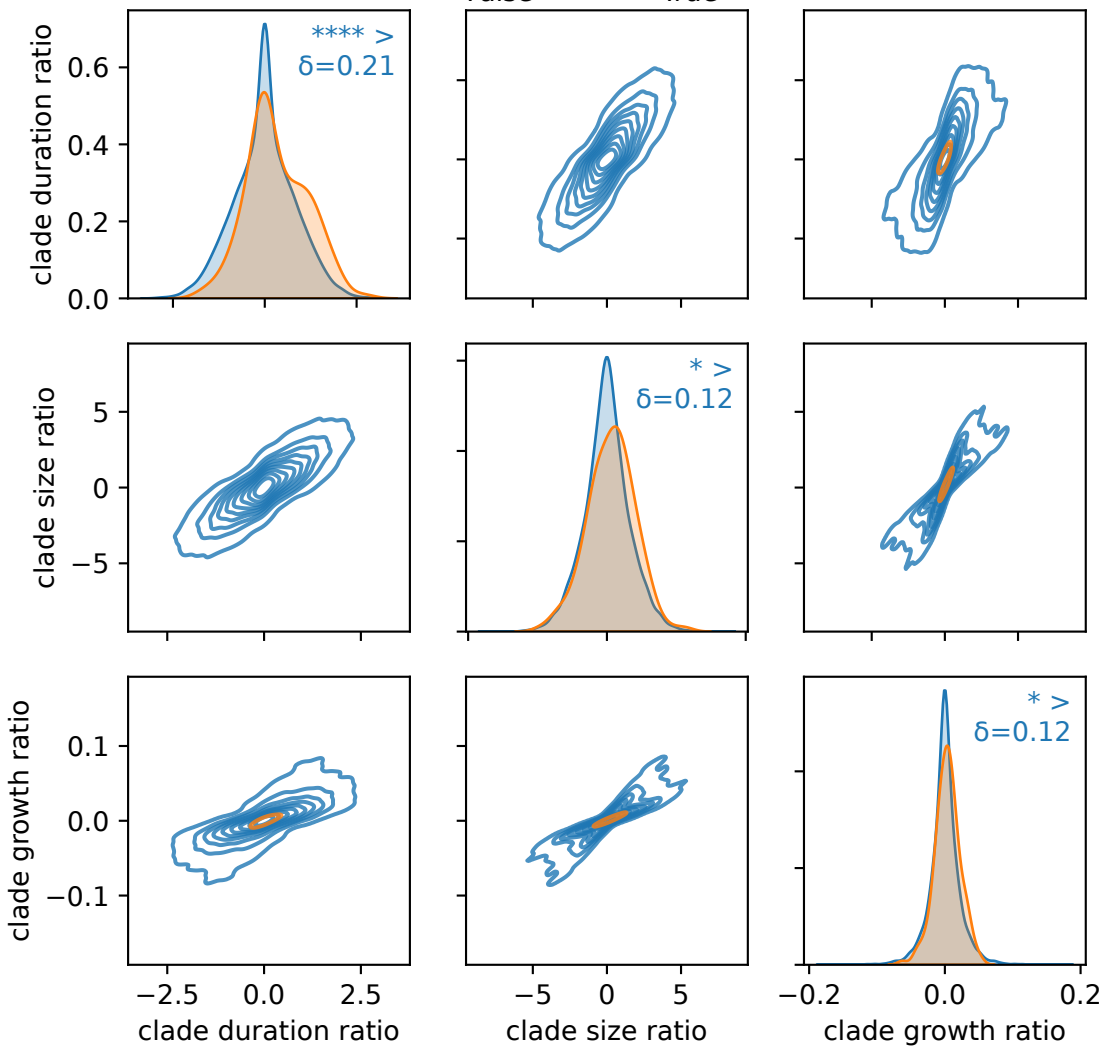 clade duration ratio
0.6
0.4
0.2
0.0
**** >
δ=0.21
clade size ratio
5
0
−5
* >
δ=0.12
clade growth ratio
0.1
0.0
−0.1
* >
δ=0.12
−2.5 0.0 2.5
−5 0 5
−0.2 0.0 0.2
clade duration ratio
clade size ratio
clade growth ratio